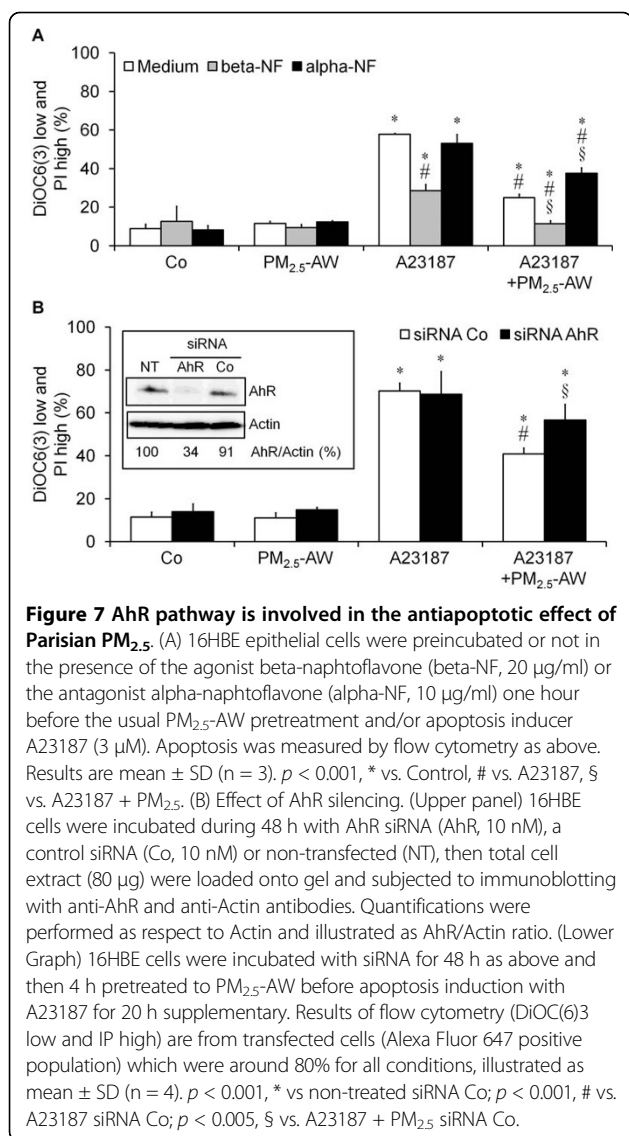 A
100
80
60
40
20
0
DiOC6(3) low and
PI high (%)
Medium beta-NF alpha-NF
*
*
#
*
*
#
*
#
§
*
#
§
Co PM2.5-AW A23187 A23187
+PM2.5-AW
B
100
80
60
40
20
0
DiOC6(3) low and
PI high (%)
siRNA Co siRNA AhR
siRNA
NT AhR Co
AhR
Actin
100 34 91 AhR/Actin (%)
*
*
*
#
*
§
Co PM2.5-AW A23187 A23187
+PM2.5-AW
Figure 7 AhR pathway is involved in the antiapoptotic effect of
Parisian PM2.5. (A) 16HBE epithelial cells were preincubated or not in
the presence of the agonist beta-naphtoflavone (beta-NF, 20 μg/ml) or
the antagonist alpha-naphtoflavone (alpha-NF, 10 μg/ml) one hour
before the usual PM2.5-AW pretreatment and/or apoptosis inducer
A23187 (3 μM). Apoptosis was measured by flow cytometry as above.
Results are mean ± SD (n = 3). p < 0.001, * vs. Control, # vs. A23187, §
vs. A23187 + PM2.5. (B) Effect of AhR silencing. (Upper panel) 16HBE
cells were incubated during 48 h with AhR siRNA (AhR, 10 nM), a
control siRNA (Co, 10 nM) or non-transfected (NT), then total cell
extract (80 μg) were loaded onto gel and subjected to immunoblotting
with anti-AhR and anti-Actin antibodies. Quantifications were
performed as respect to Actin and illustrated as AhR/Actin ratio. (Lower
Graph) 16HBE cells were incubated with siRNA for 48 h as above and
then 4 h pretreated to PM2.5-AW before apoptosis induction with
A23187 for 20 h supplementary. Results of flow cytometry (DiOC(6)3
low and IP high) are from transfected cells (Alexa Fluor 647 positive
population) which were around 80% for all conditions, illustrated as
mean ± SD (n = 4). p < 0.001, * vs non-treated siRNA Co; p < 0.001, # vs.
A23187 siRNA Co; p < 0.005, § vs. A23187 + PM2.5 siRNA Co.